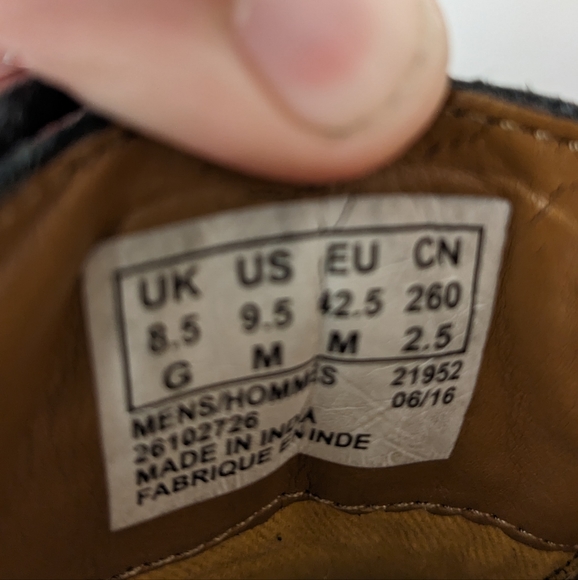 UK US EU CN
8.5 9.5 42.5 260
G M M 2.5
MENS/HOMMES 21952
26102726 06/16
MADE IN INDIA
FABRIQUE EN INDE